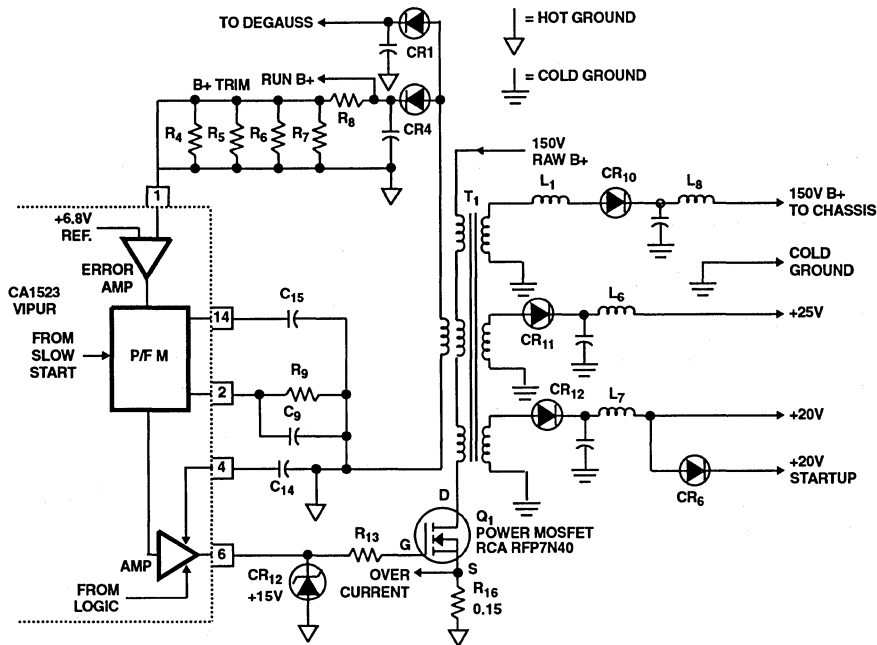 TO DEGAUSS
CR1
= HOT GROUND
= COLD GROUND
B+ TRIM
RUN B+
R4
R5
R6
R7
R8
CR4
150V
RAW B+
1
T1
L1
CR10
L8
150V B+
TO CHASSIS
+6.8V
REF.
ERROR
AMP
COLD
GROUND
CA1523
VIPUR
C15
14
L6
+25V
CR11
FROM
SLOW
START
P/F M
R9
2
C9
CR12
L7
+20V
4
C14
+20V
STARTUP
CR6
D
Q1
POWER MOSFET
RCA RFP7N40
R13
G
AMP
6
S
OVER
CURRENT
CR12
+15V
R16
0.15
FROM
LOGIC